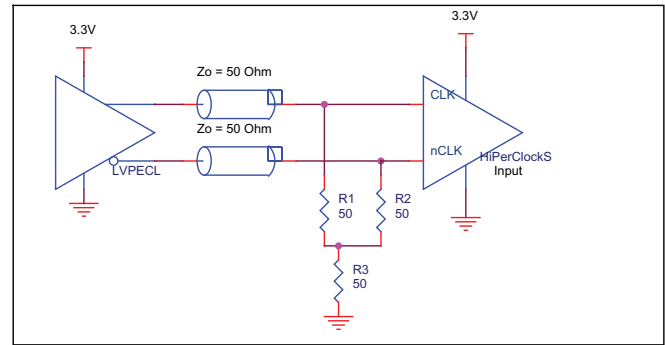 3.3V
3.3V
Zo = 50 Ohm
CLK
Zo = 50 Ohm
nCLK
LVPECL
HiPerClockS
Input
R1
50
R2
50
R3
50